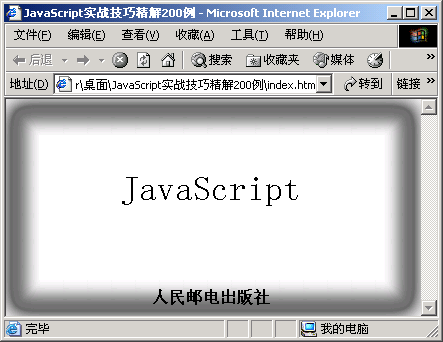 JavaScript实战技巧精解200例 - Microsoft Internet Explorer
文件(F) 编辑(E) 查看(V) 收藏(A) 工具(T) 帮助(H)
后退 搜索 收藏夹 媒体 »
地址(D) r\桌面\JavaScript实战技巧精解200例\index.htm 转到 链接 »
JavaScript
人民邮电出版社
完毕 我的电脑